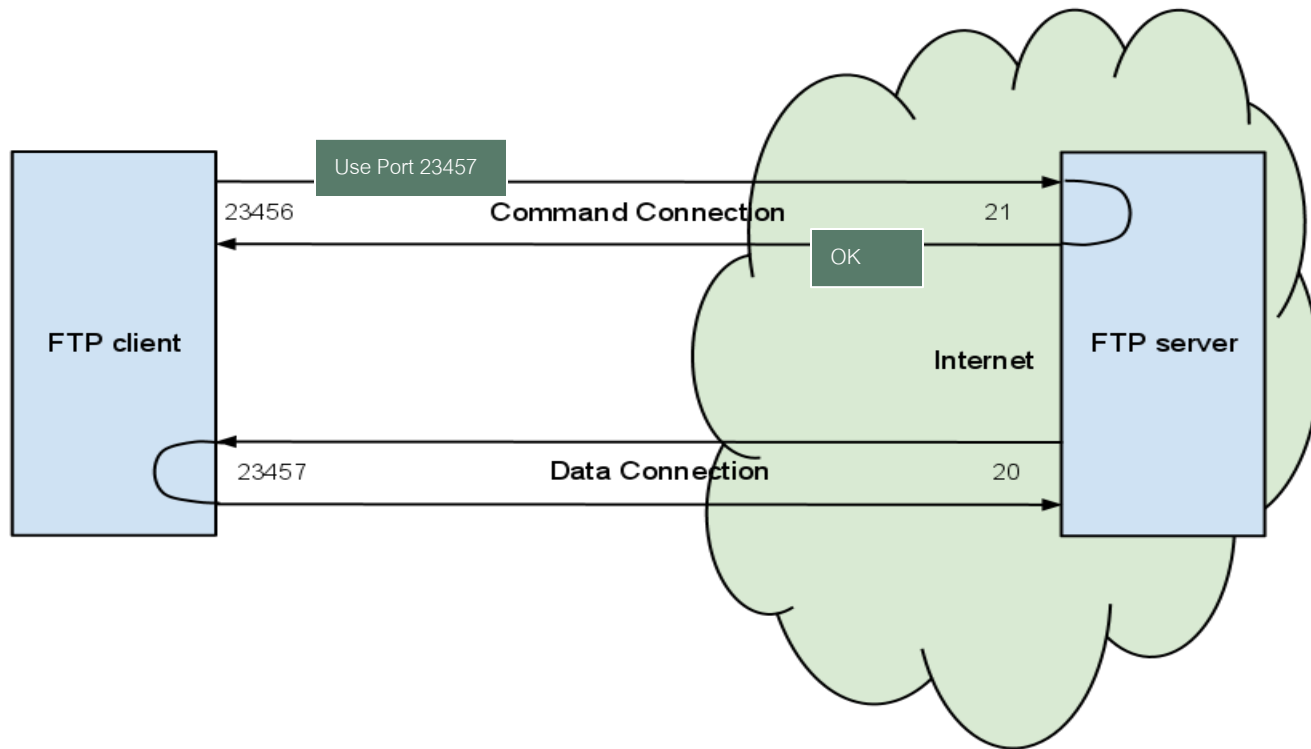 Use Port 23457
23456
Command Connection
21
OK
FTP client
Internet
FTP server
23457
Data Connection
20